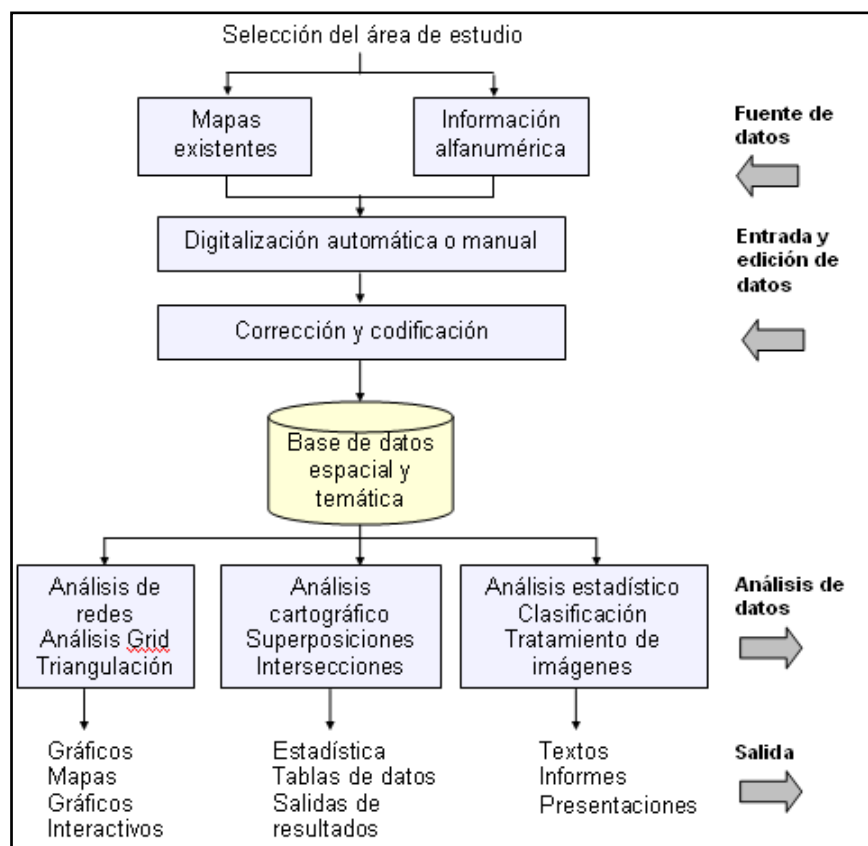 Selección del área de estudio
Mapas
existentes
Información
alfanumérica
Fuente de
datos
Digitalización automática o manual
Entrada y
edición de
datos
Corrección y codificación
Base de datos
espacial y
temática
Análisis de
redes
Análisis Grid
Triangulación
Análisis
cartográfico
Superposiciones
Intersecciones
Análisis estadístico
Clasificación
Tratamiento de
imágenes
Análisis de
datos
Gráficos
Mapas
Gráficos
Interactivos
Estadística
Tablas de datos
Salidas de
resultados
Textos
Informes
Presentaciones
Salida